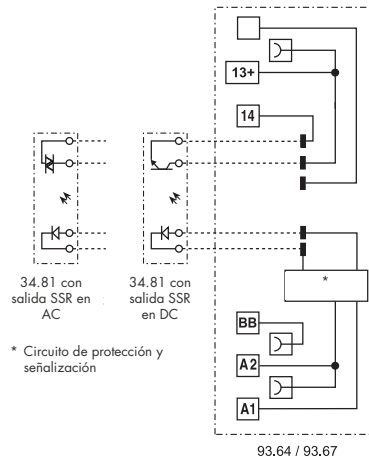 13+
14
34.81 con
salida SSR en
AC
34.81 con
salida SSR
en DC
*
* Circuito de protección y
señalización
BB
A2
A1
93.64 / 93.67